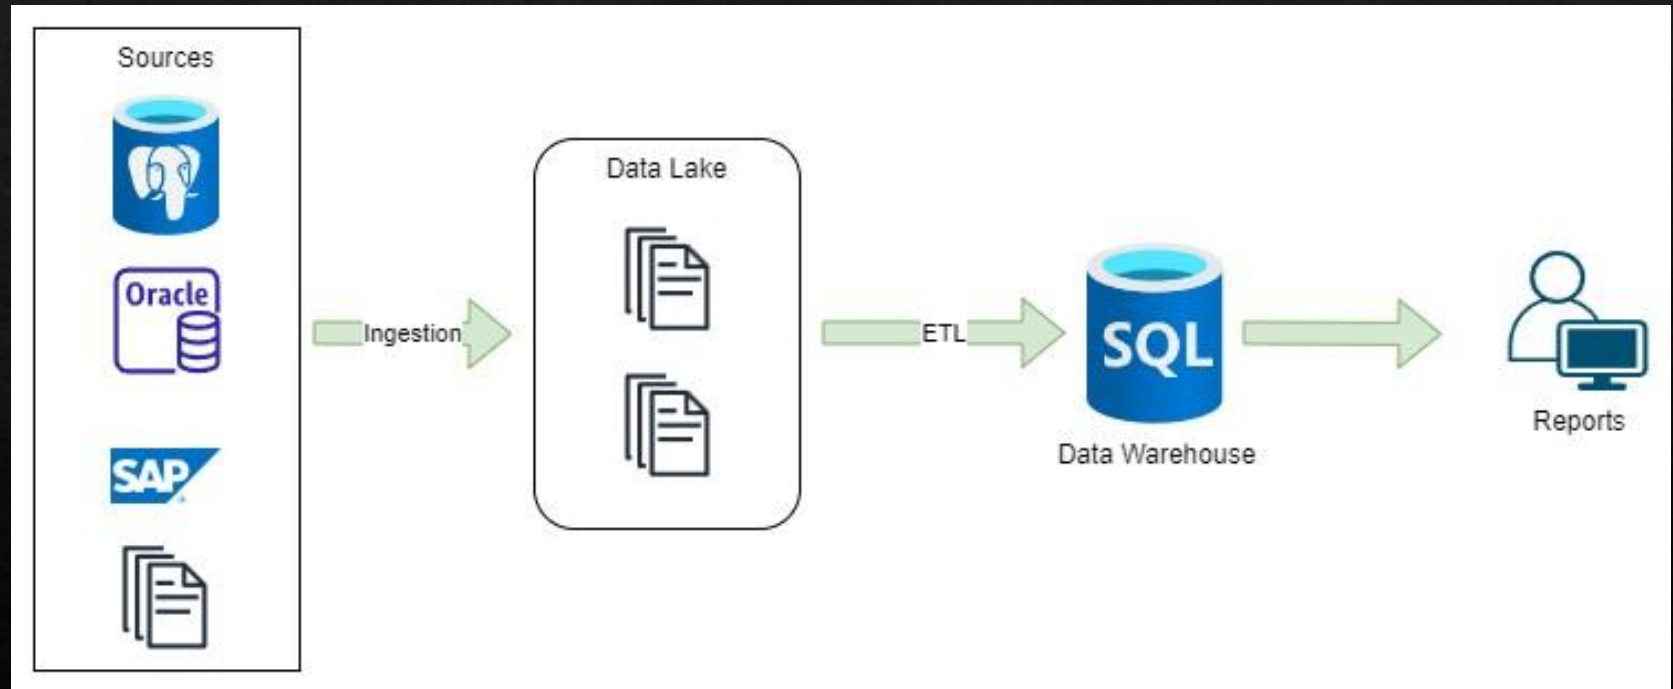 Sources
Oracle
SAP
Ingestion
Data Lake
ETL
SQL
Data Warehouse
Reports